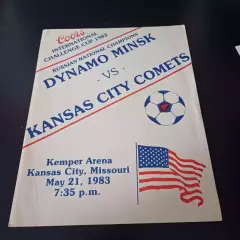 Coors
INTERNATIONAL
CHALLENGE CUP 1983
RUSSIAN NATIONAL CHAMPIONS
DYNAMO MINSK
-VS-
KANSAS CITY COMETS
Kemper Arena
Kansas City, Missouri
May 21, 1983
7:35 p.m.